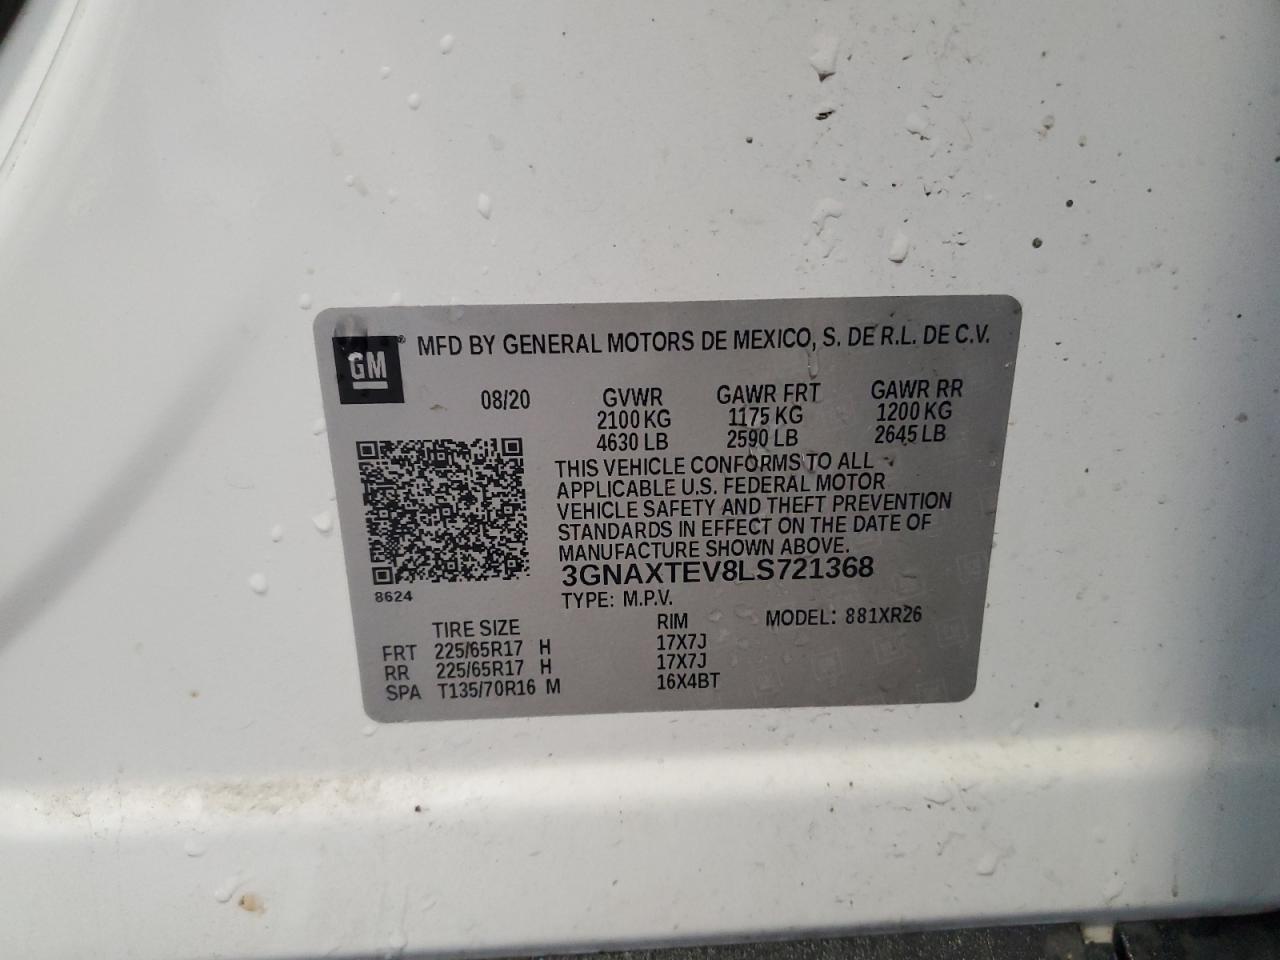 GM ® MFD BY GENERAL MOTORS DE MEXICO, S. DE R.L. DE C.V.
08/20 GVWR GAWR FRT GAWR RR
2100 KG 1175 KG 1200 KG
4630 LB 2590 LB 2645 LB
THIS VEHICLE CONFORMS TO ALL
APPLICABLE U.S. FEDERAL MOTOR
VEHICLE SAFETY AND THEFT PREVENTION
STANDARDS IN EFFECT ON THE DATE OF
MANUFACTURE SHOWN ABOVE.
3GNAXTEV8LS721368
8624
TYPE: M.P.V.
MODEL: 881XR26
TIRE SIZE RIM
FRT 225/65R17 H 17X7J
RR 225/65R17 H 17X7J
SPA T135/70R16 M 16X4BT